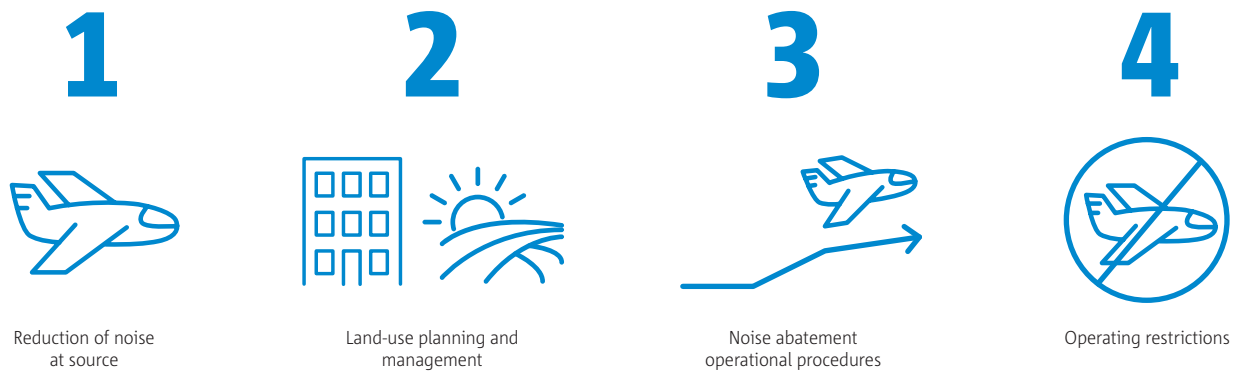 1
2
3
4
Reduction of noise
at source
Land-use planning and
management
Noise abatement
operational procedures
Operating restrictions